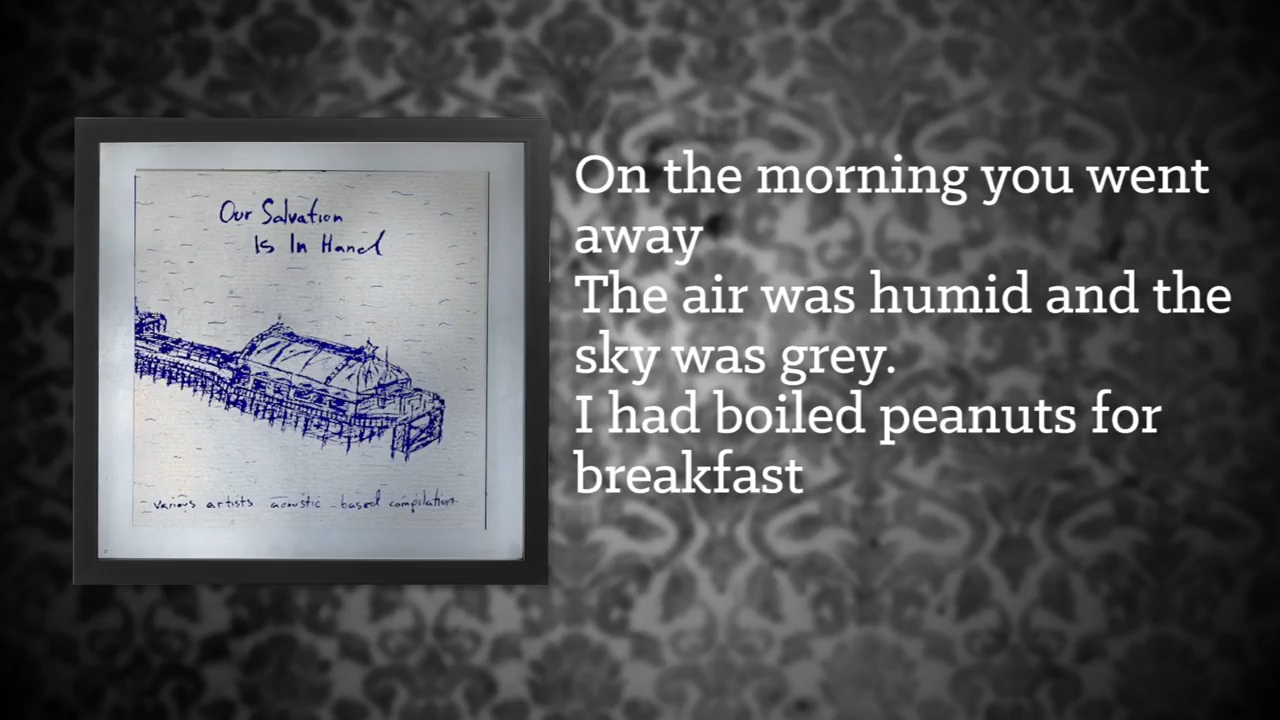 Our Salvation
Is In Hand
various artists acoustic-based compilation
On the morning you went
away
The air was humid and the
sky was grey.
I had boiled peanuts for
breakfast